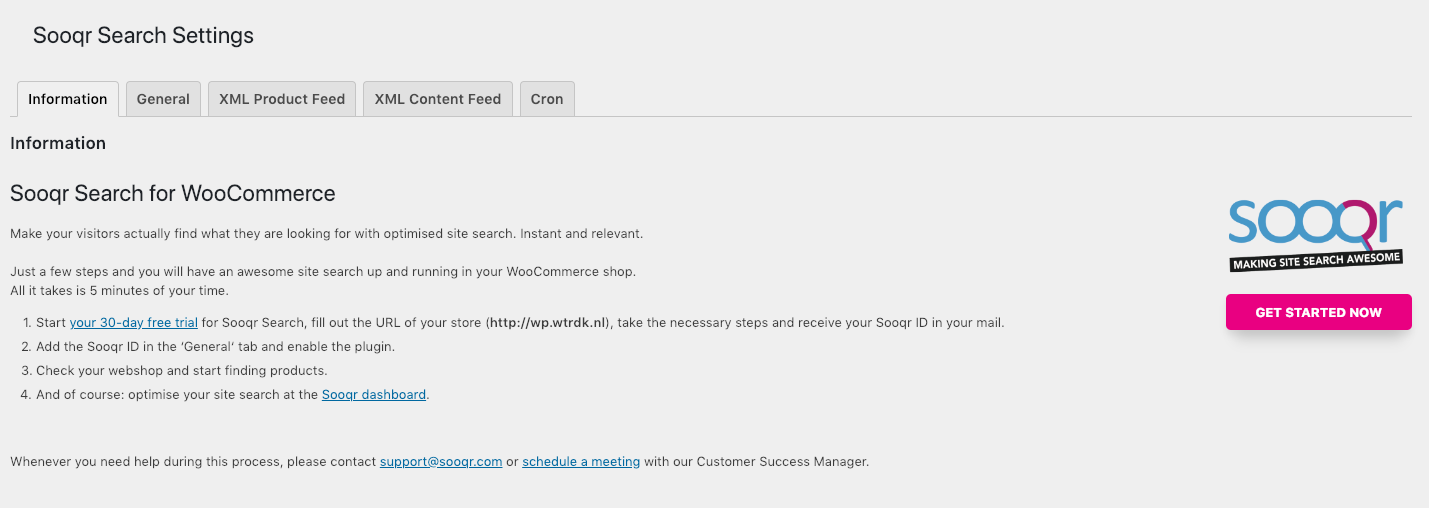 Sooqr Search Settings
Information
General
XML Product Feed
XML Content Feed
Cron
Information
Sooqr Search for WooCommerce
Make your visitors actually find what they are looking for with optimised site search. Instant and relevant.
Just a few steps and you will have an awesome site search up and running in your WooCommerce shop.
All it takes is 5 minutes of your time.
1. Start your 30-day free trial for Sooqr Search, fill out the URL of your store (http://wp.wtrdk.nl), take the necessary steps and receive your Sooqr ID in your mail.
2. Add the Sooqr ID in the ‘General‘ tab and enable the plugin.
3. Check your webshop and start finding products.
4. And of course: optimise your site search at the Sooqr dashboard.
Whenever you need help during this process, please contact support@sooqr.com or schedule a meeting with our Customer Success Manager.
sooQr
MAKING SITE SEARCH AWESOME
GET STARTED NOW